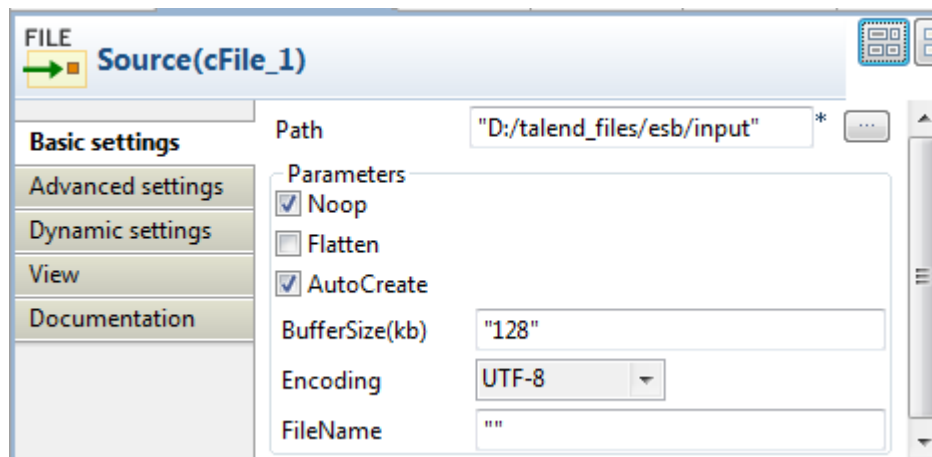 FILE
Source(cFile_1)
Basic settings
Advanced settings
Dynamic settings
View
Documentation
Path "D:/talend_files/esb/input" * ...
Parameters
Noop
Flatten
AutoCreate
BufferSize(kb) "128"
Encoding UTF-8
FileName ""